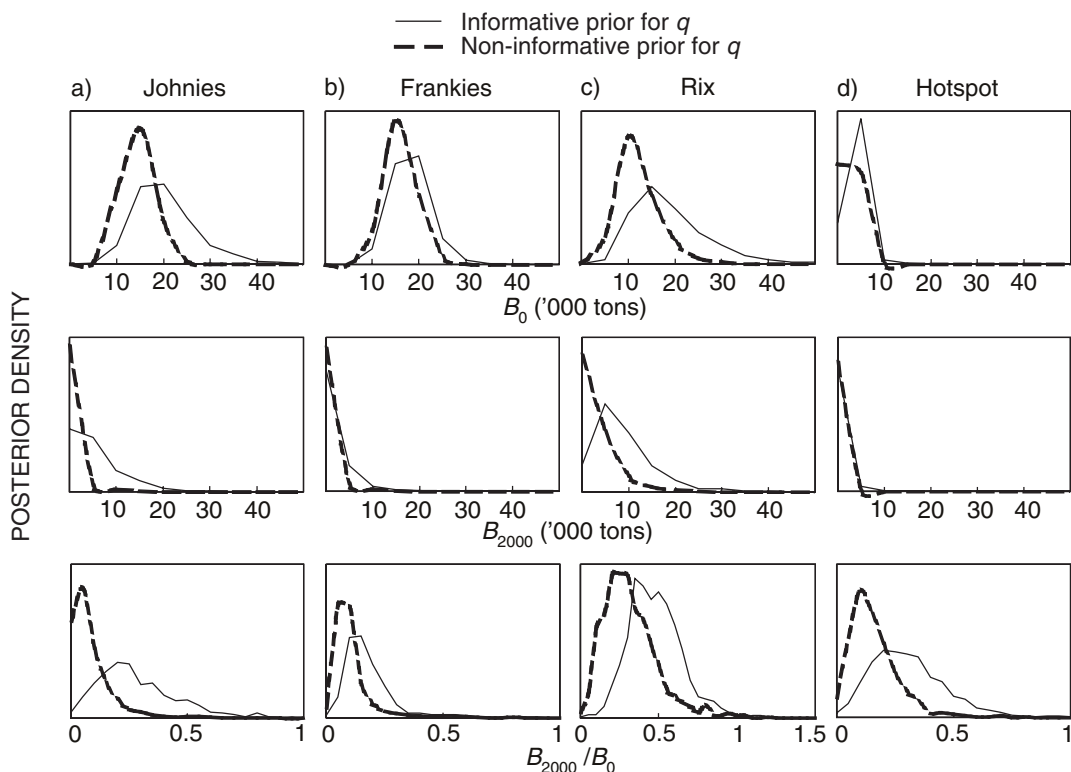 Informative prior for q
Non-informative prior for q
a) Johnies
b) Frankies
c) Rix
d) Hotspot
10 20 30 40
10 20 30 40
10 20 30 40
10 20 30 40
B0 ('000 tons)
POSTERIOR DENSITY
10 20 30 40
10 20 30 40
10 20 30 40
10 20 30 40
B2000 ('000 tons)
0 0.5 1
0 0.5 1
0 0.5 1 1.5
0 0.5 1
B2000/B0